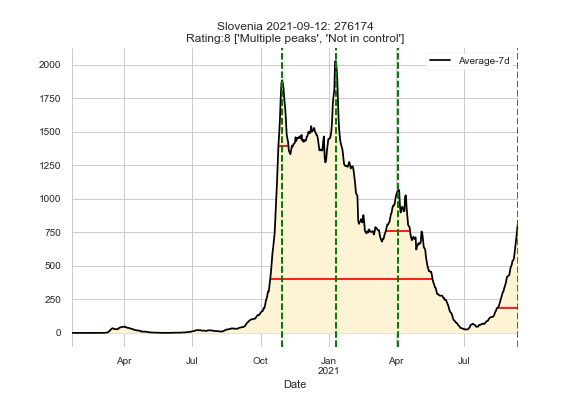 Slovenia 2021-09-12: 276174
Rating:8 ['Multiple peaks', 'Not in control']
Average-7d
2000
1750
1500
1250
1000
750
500
250
0
Apr Jul Oct Jan Apr Jul
2021
Date